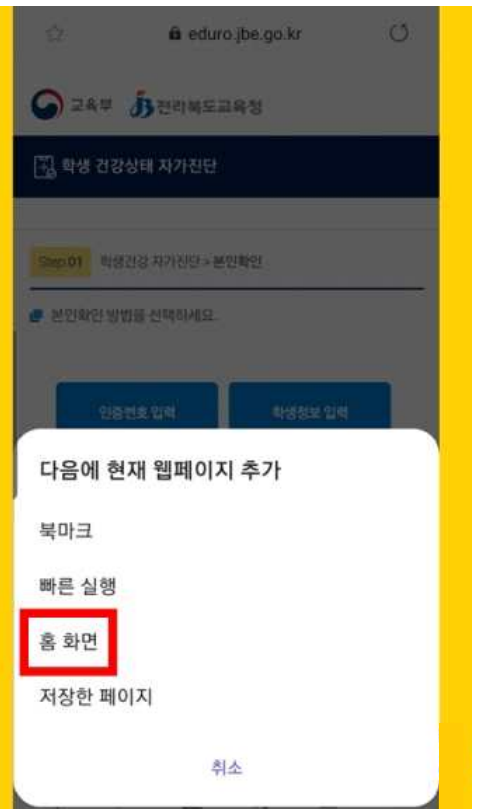 eduro.jbe.go.kr
교육부 전라북도교육청
학생 건강상태 자가진단
Step 01 학생건강 자가진단 > 본인확인
본인확인 방법을 선택하세요.
인증번호 입력 학생정보 입력
다음에 현재 웹페이지 추가
북마크
빠른 실행
홈 화면
저장한 페이지
취소